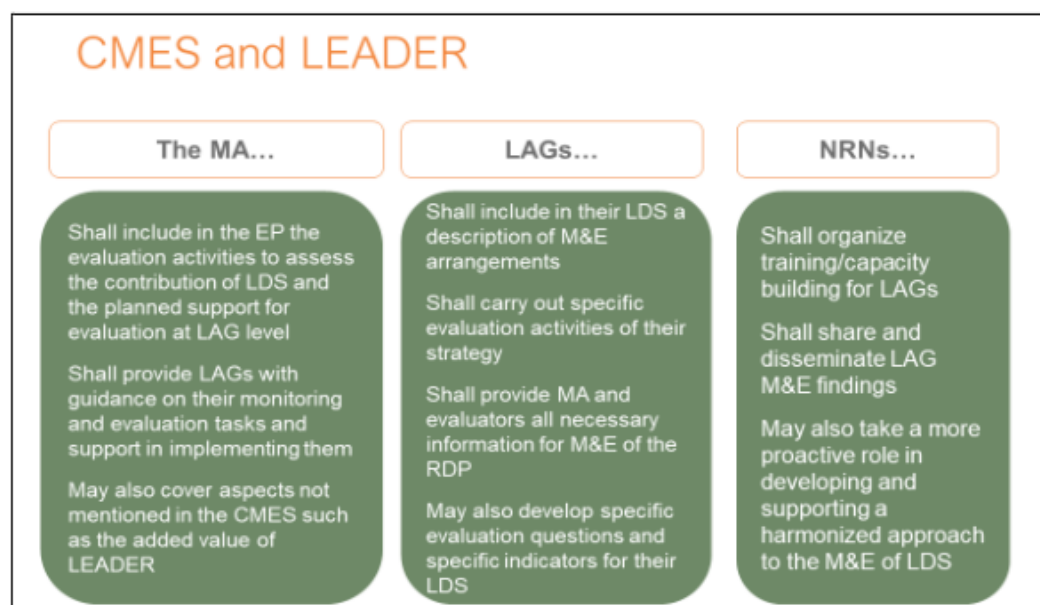 CMES and LEADER
The MA...
Shall include in the EP the
evaluation activities to assess
the contribution of LDS and
the planned support for
evaluation at LAG level
Shall provide LAGs with
guidance on their monitoring
and evaluation tasks and
support in implementing them
May also cover aspects not
mentioned in the CMES such
as the added value of
LEADER
LAGs...
Shall include in their LDS a
description of M&E
arrangements
Shall carry out specific
evaluation activities of their
strategy
Shall provide MA and
evaluators all necessary
information for M&E of the
RDP
May also develop specific
evaluation questions and
specific indicators for their
LDS
NRNs...
Shall organize
training/capacity
building for LAGs
Shall share and
disseminate LAG
M&E findings
May also take a more
proactive role in
developing and
supporting a
harmonized approach
to the M&E of LDS